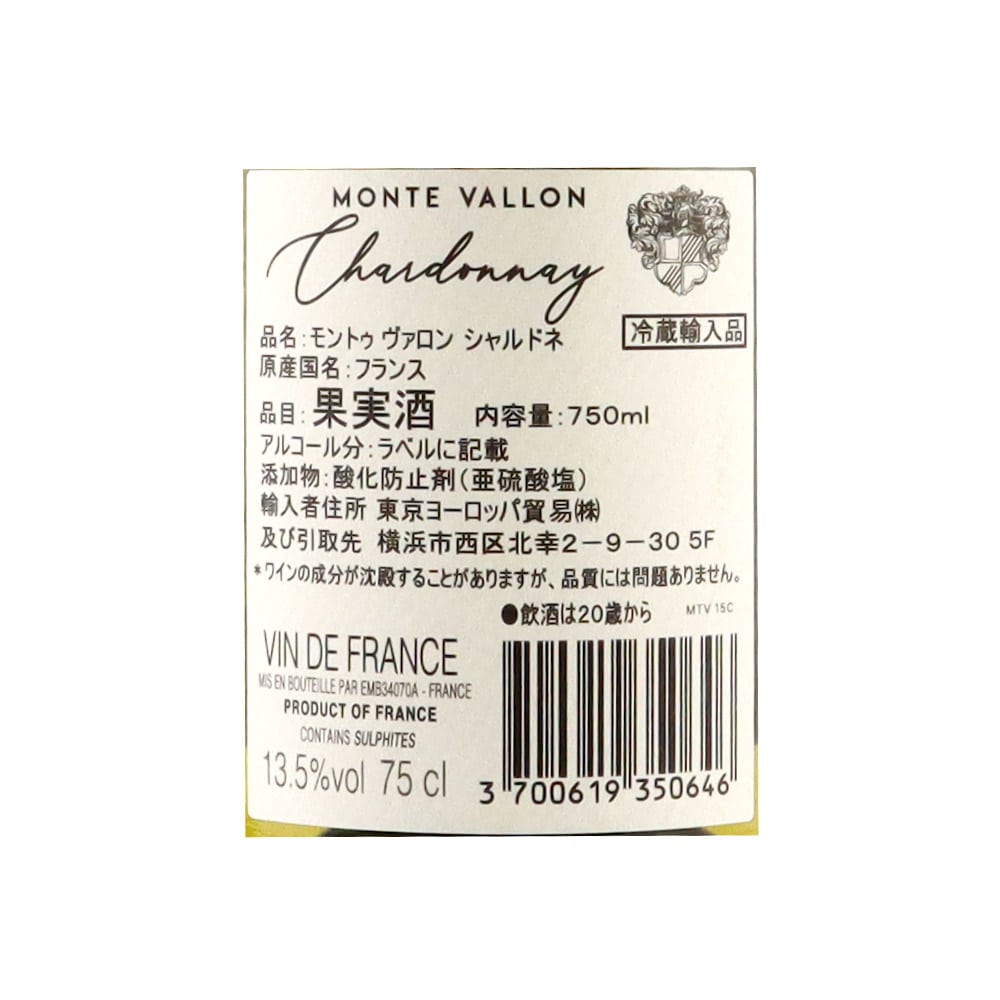 MONTE VALLON
Chardonnay
品名:モントゥ ヴァロン シャルドネ
冷蔵輸入品
原産国名:フランス
品目:果実酒 内容量:750ml
アルコール分:ラベルに記載
添加物:酸化防止剤(亜硫酸塩)
輸入者住所 東京ヨーロッパ貿易㈱
及び引取先 横浜市西区北幸2-9-30 5F
*ワインの成分が沈殿することがありますが、品質には問題ありません。
●飲酒は20歳から MTV 15C
VIN DE FRANCE
MIS EN BOUTEILLE PAR EMB34070A - FRANCE
PRODUCT OF FRANCE
CONTAINS SULPHITES
13.5%vol 75 cl
3 700619 350646